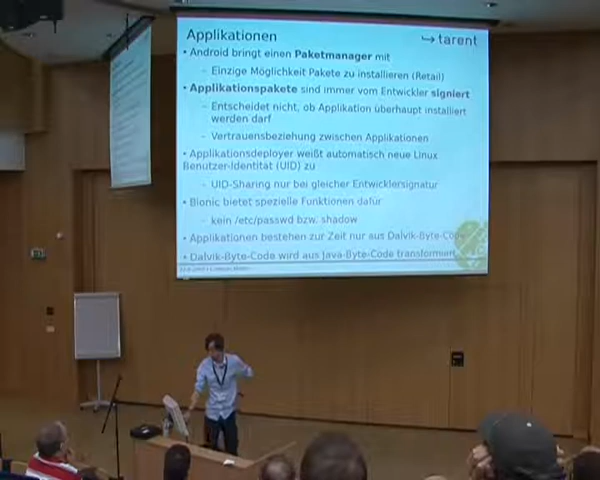 Applikationen
tarent
• Android bringt einen Paketmanager mit
– Einzige Möglichkeit Pakete zu installieren (Retail)
• Applikationspakete sind immer vom Entwickler signiert
– Entscheidet nicht, ob Applikation überhaupt installiert
werden darf
– Vertrauensbeziehung zwischen Applikationen
• Applikationsdeployer weißt automatisch neue Linux
Benutzer-Identität (UID) zu
– UID-Sharing nur bei gleicher Entwicklersignatur
• Bionic bietet spezielle Funktionen dafür
– kein /etc/passwd bzw. shadow
• Applikationen bestehen zur Zeit nur aus Dalvik-Byte-Code
• Dalvik-Byte-Code wird aus Java-Byte-Code transformiert